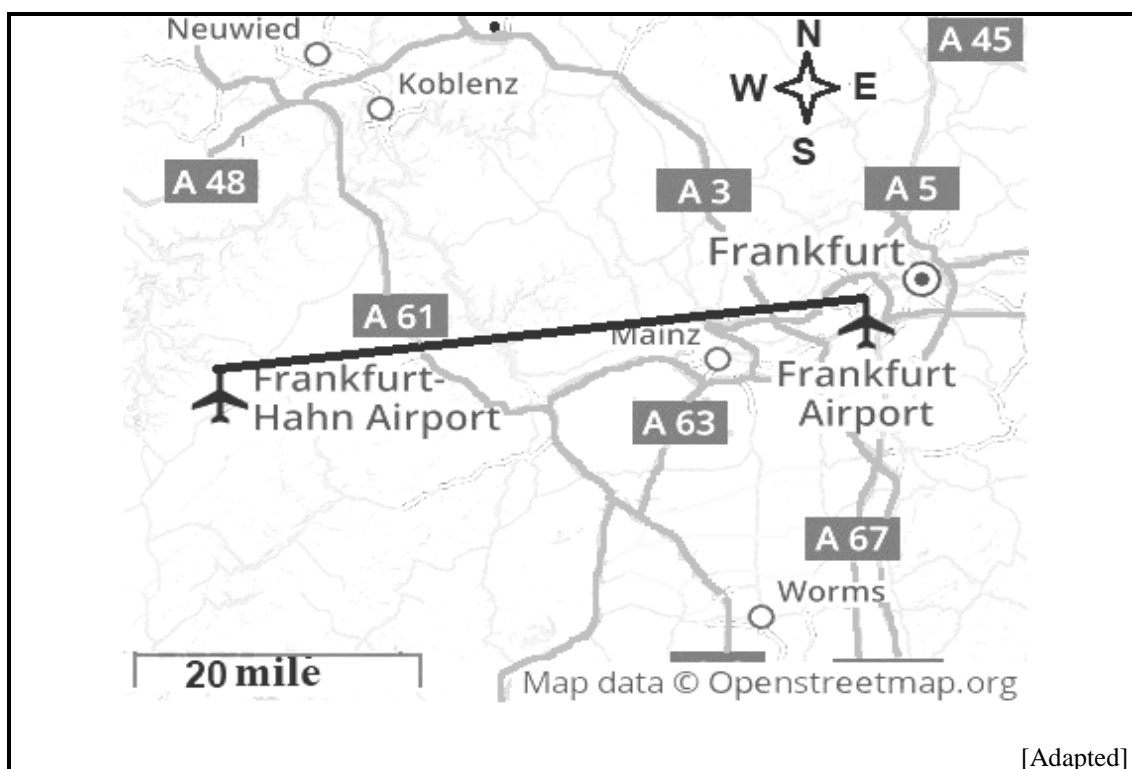 Neuwied
N
A 45
Koblenz
W
E
S
A 48
A 3
A 5
Frankfurt
A 61
Mainz
Frankfurt-
Hahn Airport
Frankfurt
Airport
A 63
A 67
Worms
20 mile
Map data © Openstreetmap.org
[Adapted]